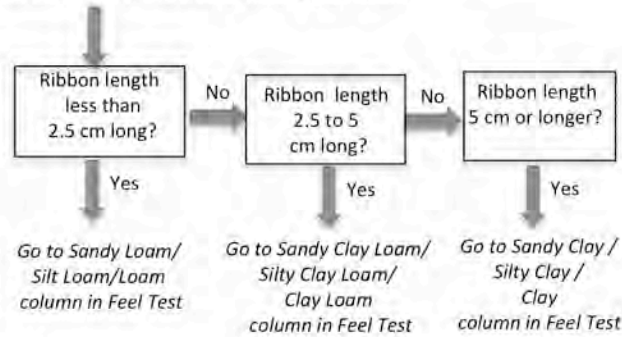 Ribbon length
less than
2.5 cm long?
No
Ribbon length
2.5 to 5
cm long?
No
Ribbon length
5 cm or longer?
Yes
Yes
Yes
Go to Sandy Loam/
Silt Loam/Loam
column in Feel Test
Go to Sandy Clay Loam/
Silty Clay Loam/
Clay Loam
column in Feel Test
Go to Sandy Clay /
Silty Clay /
Clay
column in Feel Test